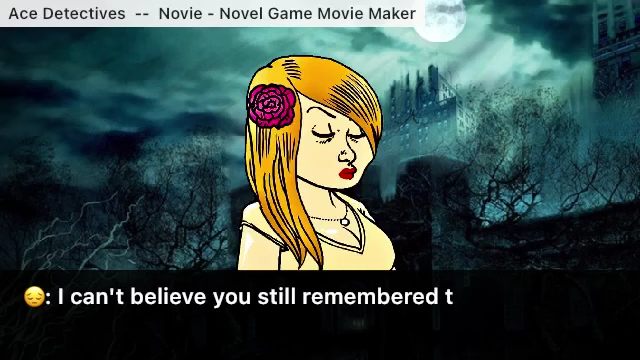 Ace Detectives -- Novie - Novel Game Movie Maker
😔: I can't believe you still remembered t